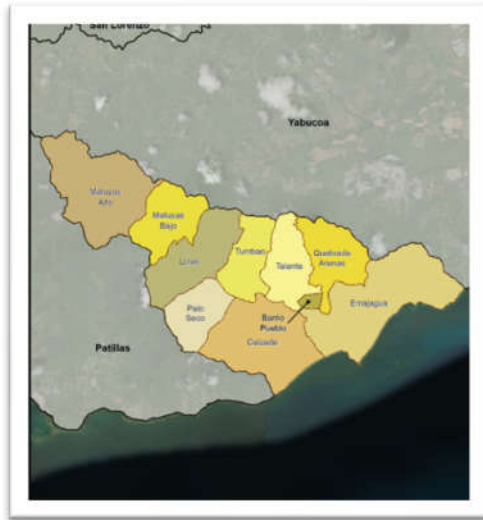 San Lorenzo
Yabucoa
Matuyas
Alto
Matuyas
Bajo
Lizas
Tumbao
Talante
Quebrada
Arenas
Emajagua
Palo
Seco
Barrio
Pueblo
Calzada
Patillas